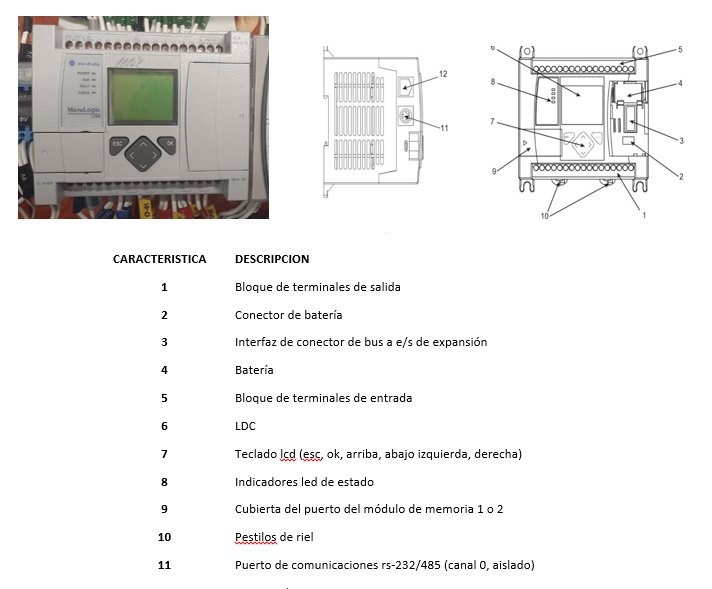 Allen-Bradley
POWER
RUN
FAULT
FORCE
MicroLogix
1100
ESC
OK
12
11
6
5
8
4
7
3
9
2
10
1
CARACTERISTICA DESCRIPCION
1 Bloque de terminales de salida
2 Conector de batería
3 Interfaz de conector de bus a e/s de expansión
4 Batería
5 Bloque de terminales de entrada
6 LDC
7 Teclado lcd (esc, ok, arriba, abajo izquierda, derecha)
8 Indicadores led de estado
9 Cubierta del puerto del módulo de memoria 1 o 2
10 Pestilos de riel
11 Puerto de comunicaciones rs-232/485 (canal 0, aislado)